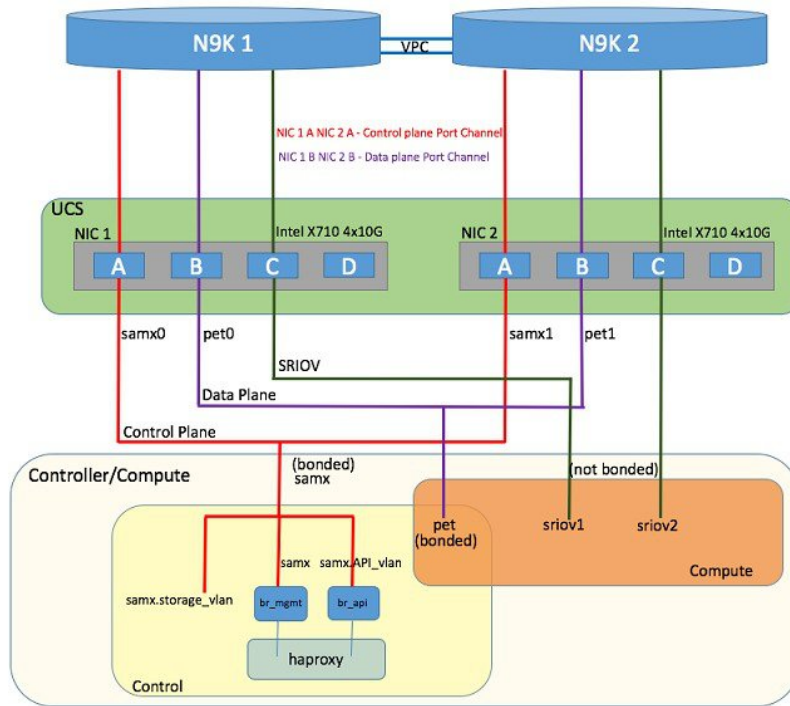 N9K 1
VPC
N9K 2
NIC 1 A NIC 2 A - Control plane Port Channel
NIC 1 B NIC 2 B - Data plane Port Channel
UCS
NIC 1
Intel X710 4x10G
NIC 2
Intel X710 4x10G
A
B
C
D
A
B
C
D
samx0
pet0
samx1
pet1
SRIOV
Data Plane
Control Plane
(bonded)
samx
(not bonded)
Controller/Compute
pet
(bonded)
sriov1
sriov2
Compute
samx
samx.API_vlan
samx.storage_vlan
br_mgmt
br_api
haproxy
Control